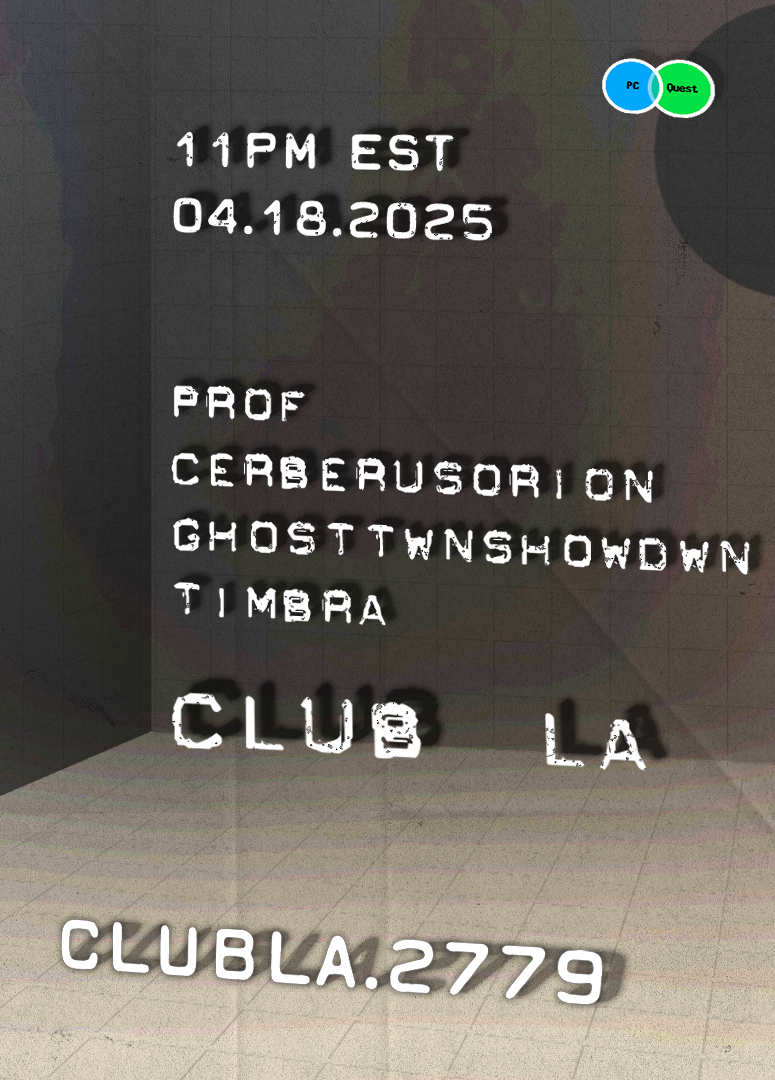 PC Quest
11PM EST
04.18.2025
PROF
CERBERUSORION
GHOSTTWNSHOWDWN
TIMBRA
CLUB LA
CLUBLA.2779